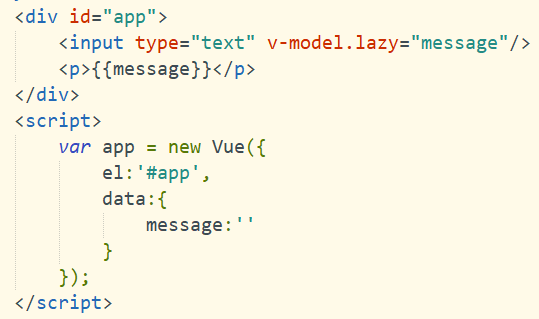 <div id="app">
    <input type="text" v-model.lazy="message"/>
    <p>{{message}}</p>
</div>
<script>
    var app = new Vue({
        el:'#app',
        data:{
            message:''
        }
    });
</script>